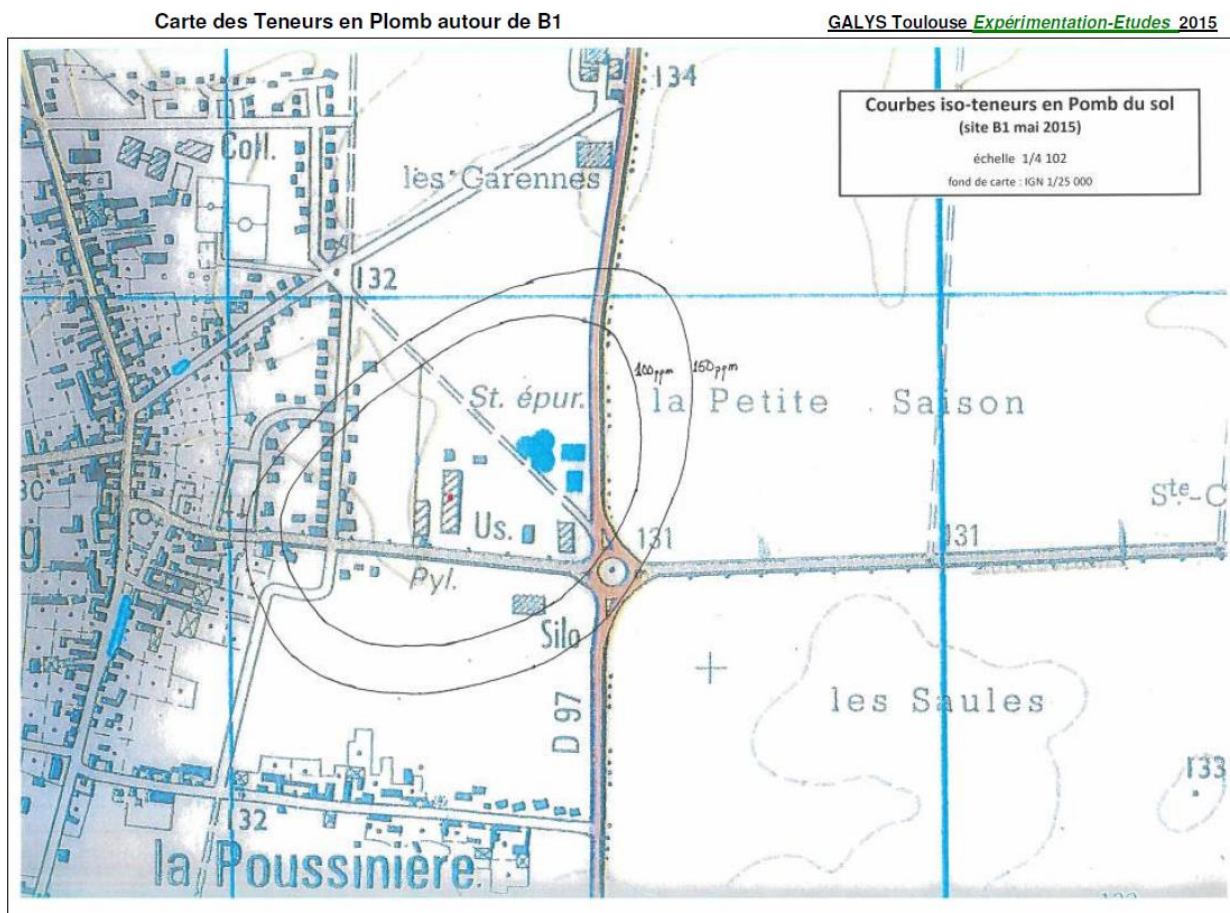 Carte des Teneurs en Plomb autour de B1
GALYS Toulouse Expérimentation-Etudes 2015
Courbes iso-teneurs en Pomb du sol
(site B1 mai 2015)
échelle 1/4 102
fond de carte : IGN 1/25 000
134
Coll.
les Garennes
132
100ppm
150ppm
St. épur.
la Petite Saison
Ste-C
Us.
131
131
Pyl.
Silo
D 97
les Saules
133
132
la Poussinière